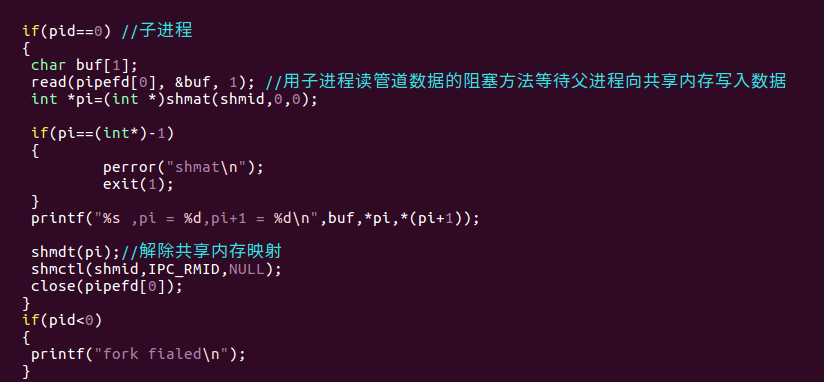 if(pid==0) //子进程
{
char buf[1];
read(pipefd[0], &buf, 1); //用子进程读管道数据的阻塞方法等待父进程向共享内存写入数据
int *pi=(int *)shmat(shmid,0,0);
if(pi==(int*)-1)
{
perror("shmat\n");
exit(1);
}
printf("%s ,pi = %d,pi+1 = %d\n",buf,*pi,*(pi+1));
shmdt(pi);//解除共享内存映射
shmctl(shmid,IPC_RMID,NULL);
close(pipefd[0]);
}
if(pid<0)
{
printf("fork fialed\n");
}